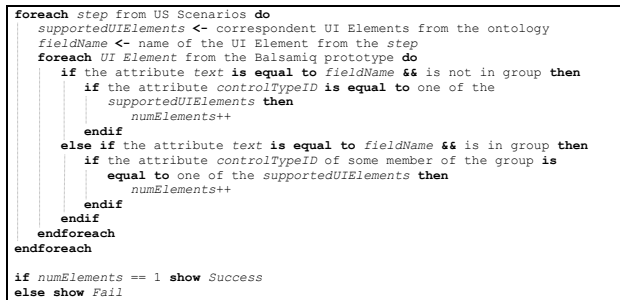 foreach step from US Scenarios do
supportedUIElements <- correspondent UI Elements from the ontology
fieldName <- name of the UI Element from the step
foreach UI Element from the Balsamiq prototype do
if the attribute text is equal to fieldName && is not in group then
if the attribute controlTypeID is equal to one of the
supportedUIElements then
numElements++
endif
else if the attribute text is equal to fieldName && is in group then
if the attribute controlTypeID of some member of the group is
equal to one of the supportedUIElements then
numElements++
endif
endif
endforeach
endforeach
if numElements == 1 show Success
else show Fail